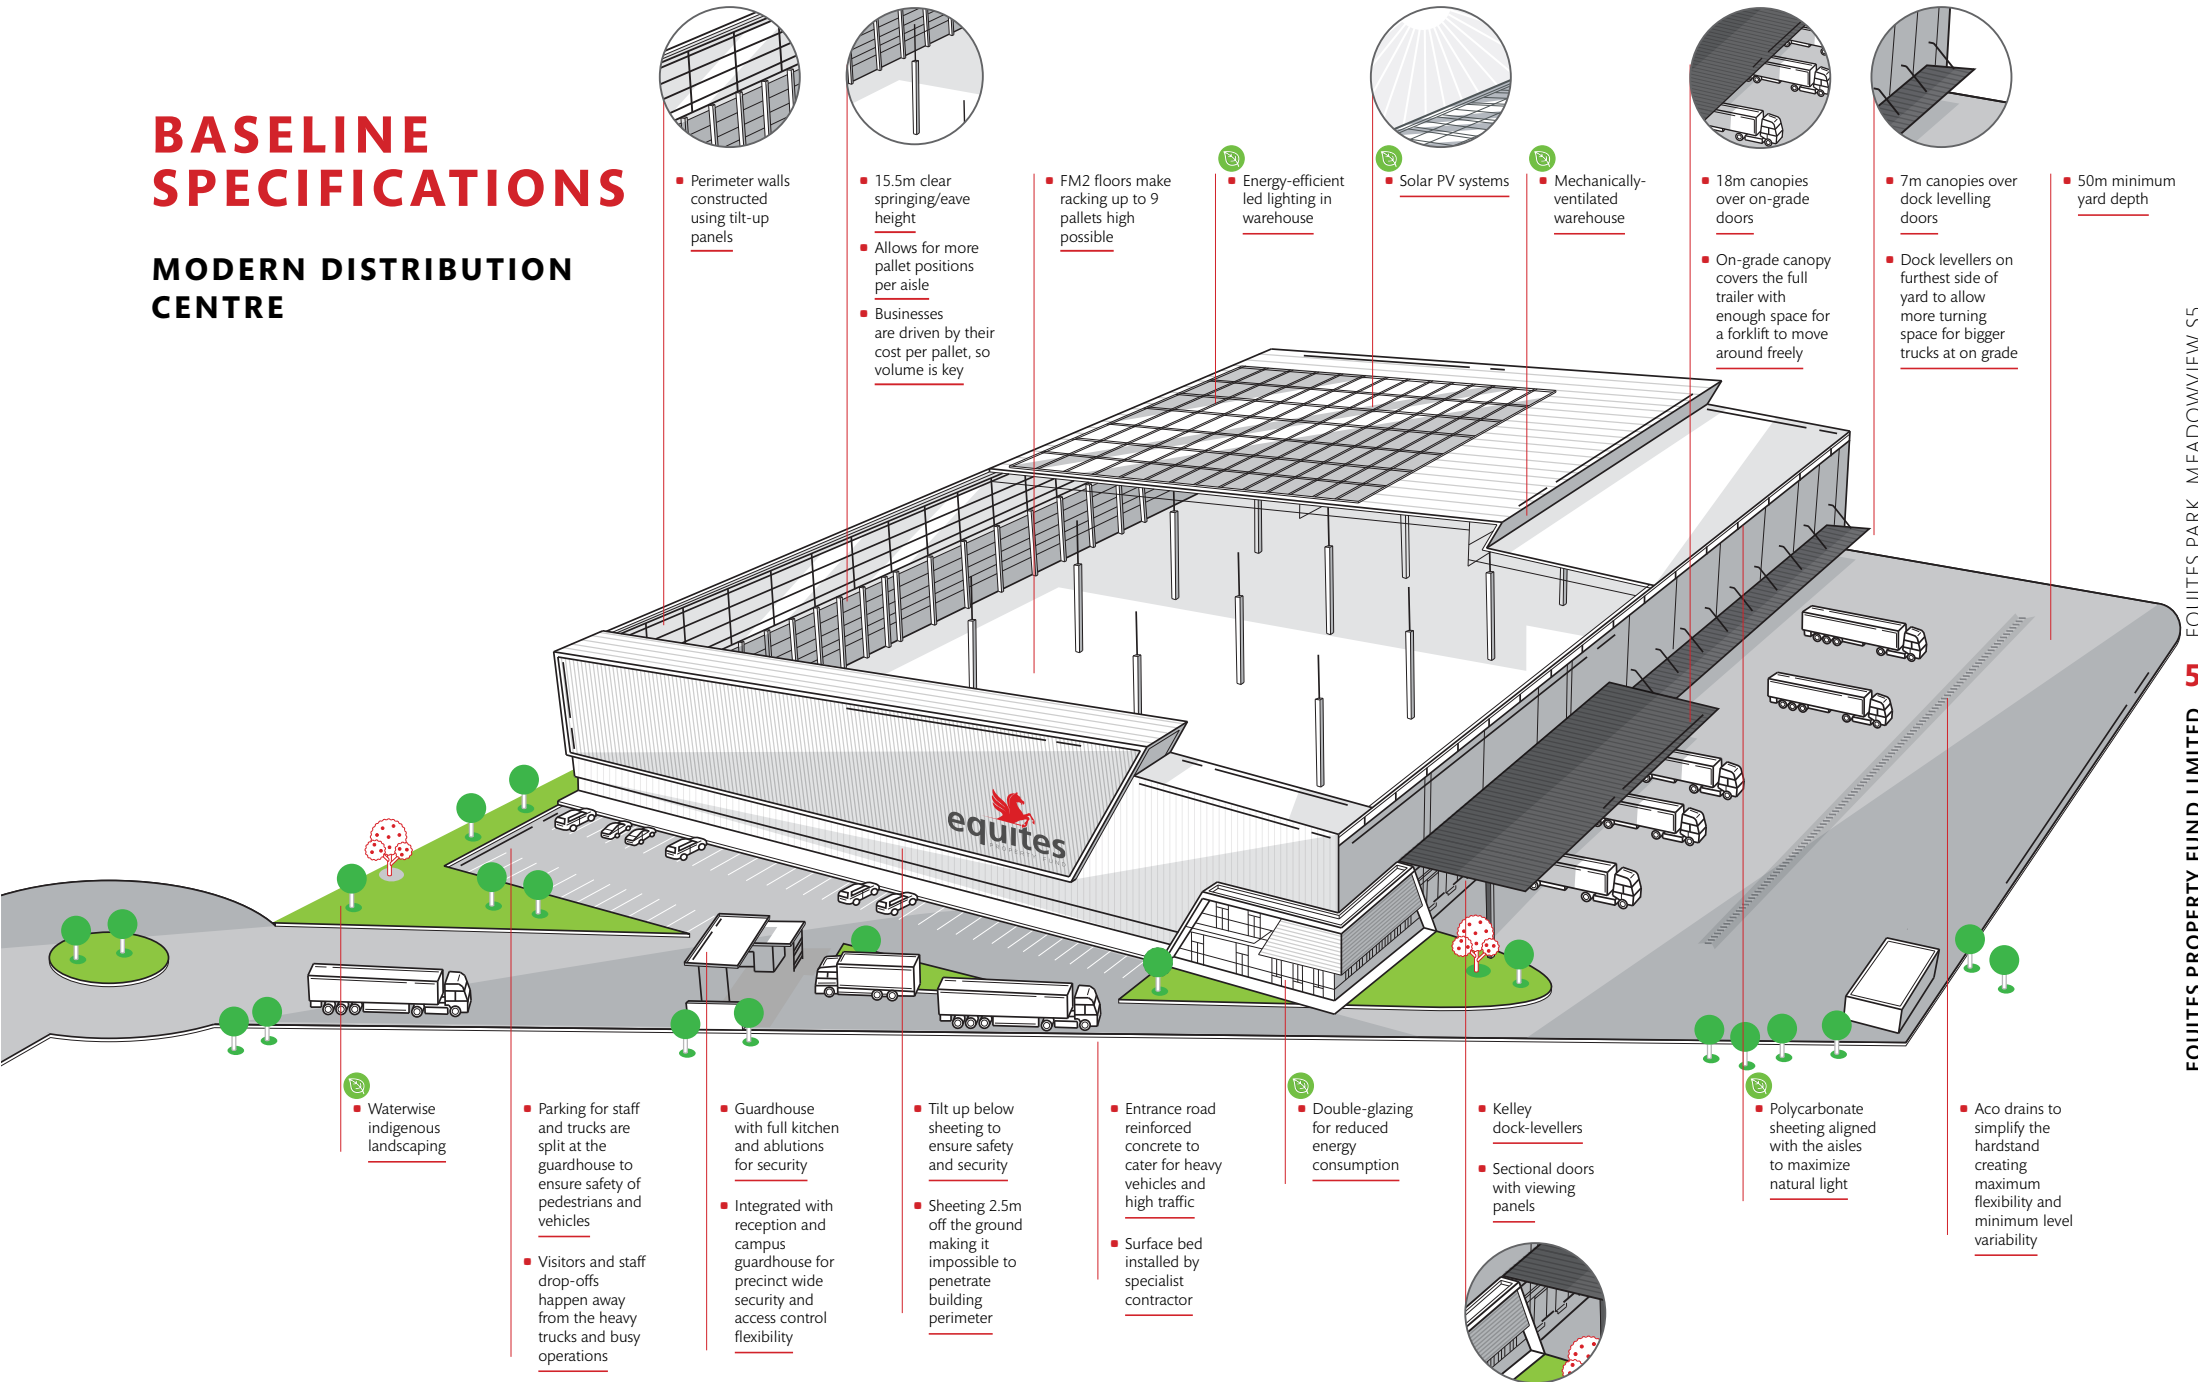 BASELINE
SPECIFICATIONS
MODERN DISTRIBUTION
CENTRE
Perimeter walls
constructed
using tilt-up
panels
15.5m clear
springing/eave
height
Allows for more
pallet positions
per aisle
Businesses
are driven by their
cost per pallet, so
volume is key
FM2 floors make
racking up to 9
pallets high
possible
Energy-efficient
led lighting in
warehouse
Solar PV systems
Mechanically-
ventilated
warehouse
18m canopies
over on-grade
doors
On-grade canopy
covers the full
trailer with
enough space for
a forklift to move
around freely
7m canopies over
dock levelling
doors
Dock levellers on
furthest side of
yard to allow
more turning
space for bigger
trucks at on grade
50m minimum
yard depth
equites
Waterwise
indigenous
landscaping
Parking for staff
and trucks are
split at the
guardhouse to
ensure safety of
pedestrians and
vehicles
Visitors and staff
drop-offs
happen away
from the heavy
trucks and busy
operations
Guardhouse
with full kitchen
and ablutions
for security
Integrated with
reception and
campus
guardhouse for
precinct wide
security and
access control
flexibility
Tilt up below
sheeting to
ensure safety
and security
Sheeting 2.5m
off the ground
making it
impossible to
penetrate
building
perimeter
Entrance road
reinforced
concrete to
cater for heavy
vehicles and
high traffic
Surface bed
installed by
specialist
contractor
Double-glazing
for reduced
energy
consumption
Kelley
dock-levellers
Sectional doors
with viewing
panels
Polycarbonate
sheeting aligned
with the aisles
to maximize
natural light
Aco drains to
simplify the
hardstand
creating
maximum
flexibility and
minimum level
variability
EQUITES PROPERTY FUND LIMITED 5 EQUITES PARK MEADOWVIEW S5